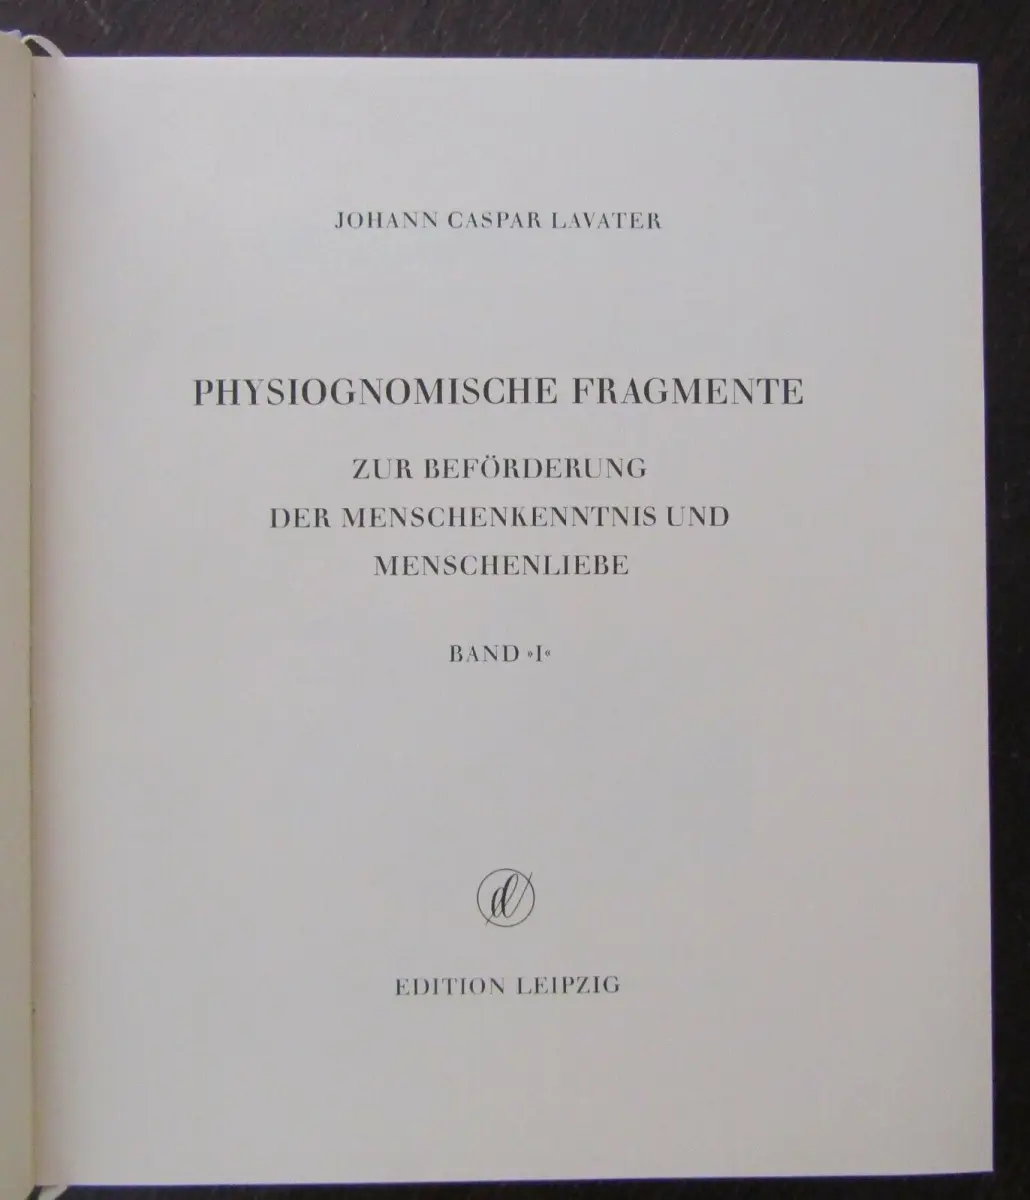 JOHANN CASPAR LAVATER
PHYSIOGNOMISCHE FRAGMENTE
ZUR BEFÖRDERUNG
DER MENSCHENKENNTNIS UND
MENSCHENLIEBE
BAND »I«
EDITION LEIPZIG